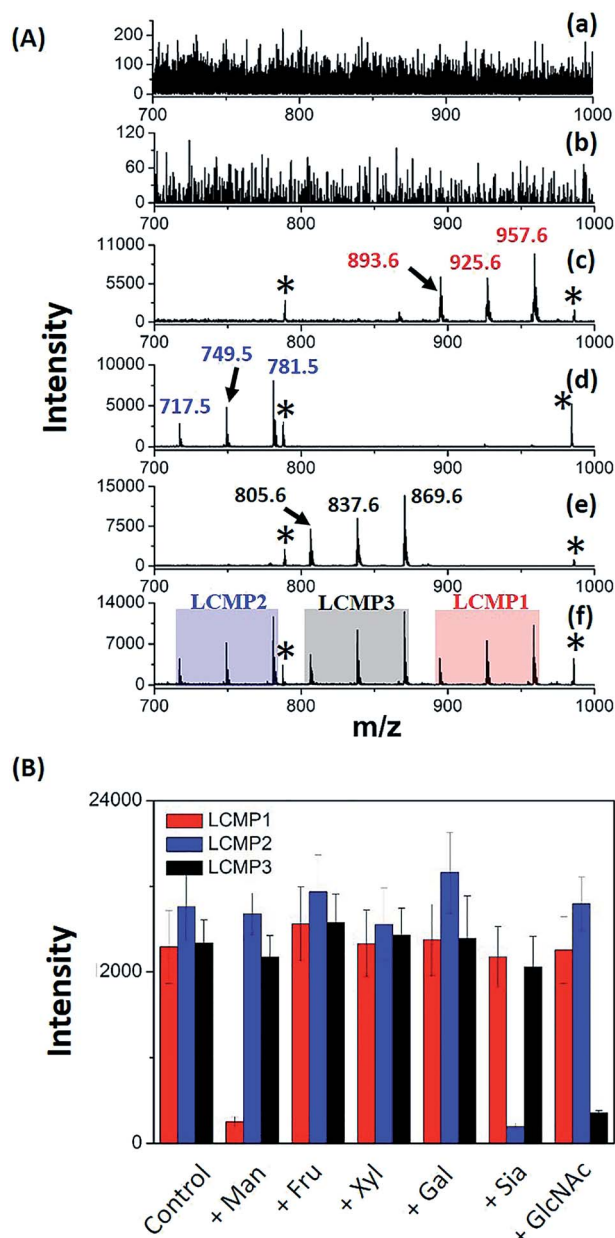 (A)
(a)
200
100
0
700 800 900 1000
(b)
120
60
0
700 800 900 1000
957.6
(c)
11000
893.6 925.6
5500
* *
0
700 800 900 1000
749.5
(d)
10000
717.5 781.5
5000
* *
0
700 800 900 1000
(e)
15000
805.6 837.6 869.6
7500
* *
0
700 800 900 1000
(f)
14000
LCMP2 LCMP3 LCMP1
7000
* *
0
700 800 900 1000
Intensity
m/z
(B)
24000
LCMP1
LCMP2
LCMP3
2000
0
Intensity
Control
+ Man
+ Fru
+ Xyl
+ Gal
+ Sia
+ GlcNAc